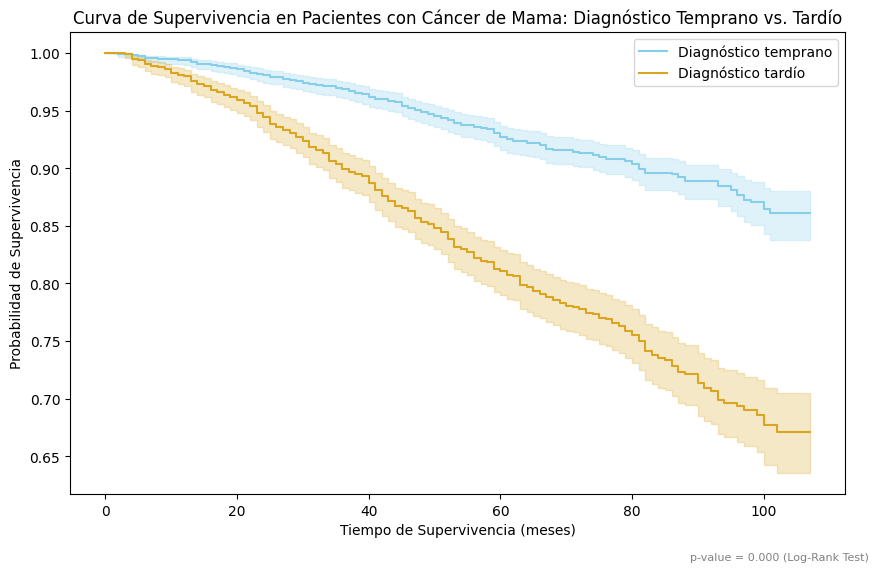 Curva de Supervivencia en Pacientes con Cáncer de Mama: Diagnóstico Temprano vs. Tardío
Diagnóstico temprano
Diagnóstico tardío
Probabilidad de Supervivencia
1.00
0.95
0.90
0.85
0.80
0.75
0.70
0.65
0 20 40 60 80 100
Tiempo de Supervivencia (meses)
p-value = 0.000 (Log-Rank Test)